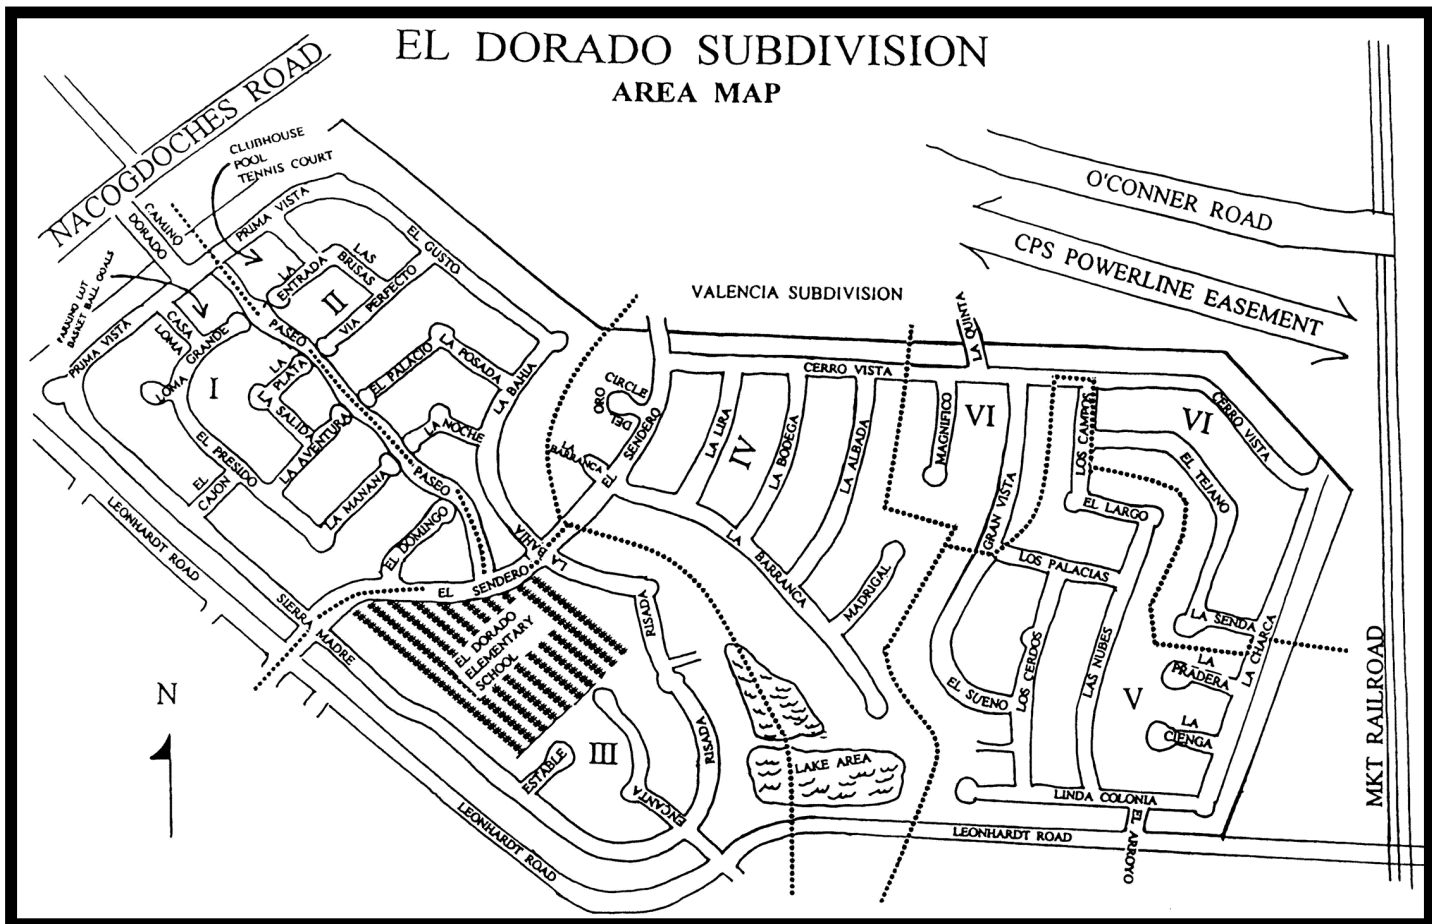 EL DORADO SUBDIVISION
AREA MAP
NACOGDOCHES ROAD
CLUBHOUSE
POOL
TENNIS COURT
CAMINO
DORADO
PRIMA VISTA
EL GUSTO
LAS
BRISAS
LA
ENTRADA
II
VIA PERFECTO
PARKING LOT
BASKET BALL GOALS
PRIMA VISTA
CASA
LOMA
LOMA GRANDE
I
PASEO
LA
PLATA
LA SALIDA
LA AVENTURA
EL PALACIO
LA POSADA
LA BAHIA
LA NOCHE
EL PRESIDO
EL
CAJON
LA MANANA
PASEO
EL DOMINGO
LEONHARDT ROAD
SIERRA
MADRE
EL SENDERO
LA BAHIA
EL DORADO
ELEMENTARY
SCHOOL
RISADA
RISADA
III
ESTABLE
ENCANTA
LEONHARDT ROAD
N
O'CONNER ROAD
CPS POWERLINE EASEMENT
VALENCIA SUBDIVISION
LA QUINTA
CERRO VISTA
CIRCLE
DEL
ORO
EL SENDERO
LA
BARRANCA
LA LIRA
IV
LA BODEGA
LA ALBADA
LA
BARRANCA
MADRIGAL
MAGNIFICO
VI
GRAN VISTA
LOS CAMPOS
VI
CERRO VISTA
EL TEJANO
EL LARGO
LOS PALACIAS
LA SENDA
LA CHARCA
LA
PRADERA
V
LA
CIENGA
LAS NUBES
LOS CERDOS
EL SUENO
LAKE AREA
LINDA COLONIA
LEONHARDT ROAD
EL ARROYO
MKT RAILROAD